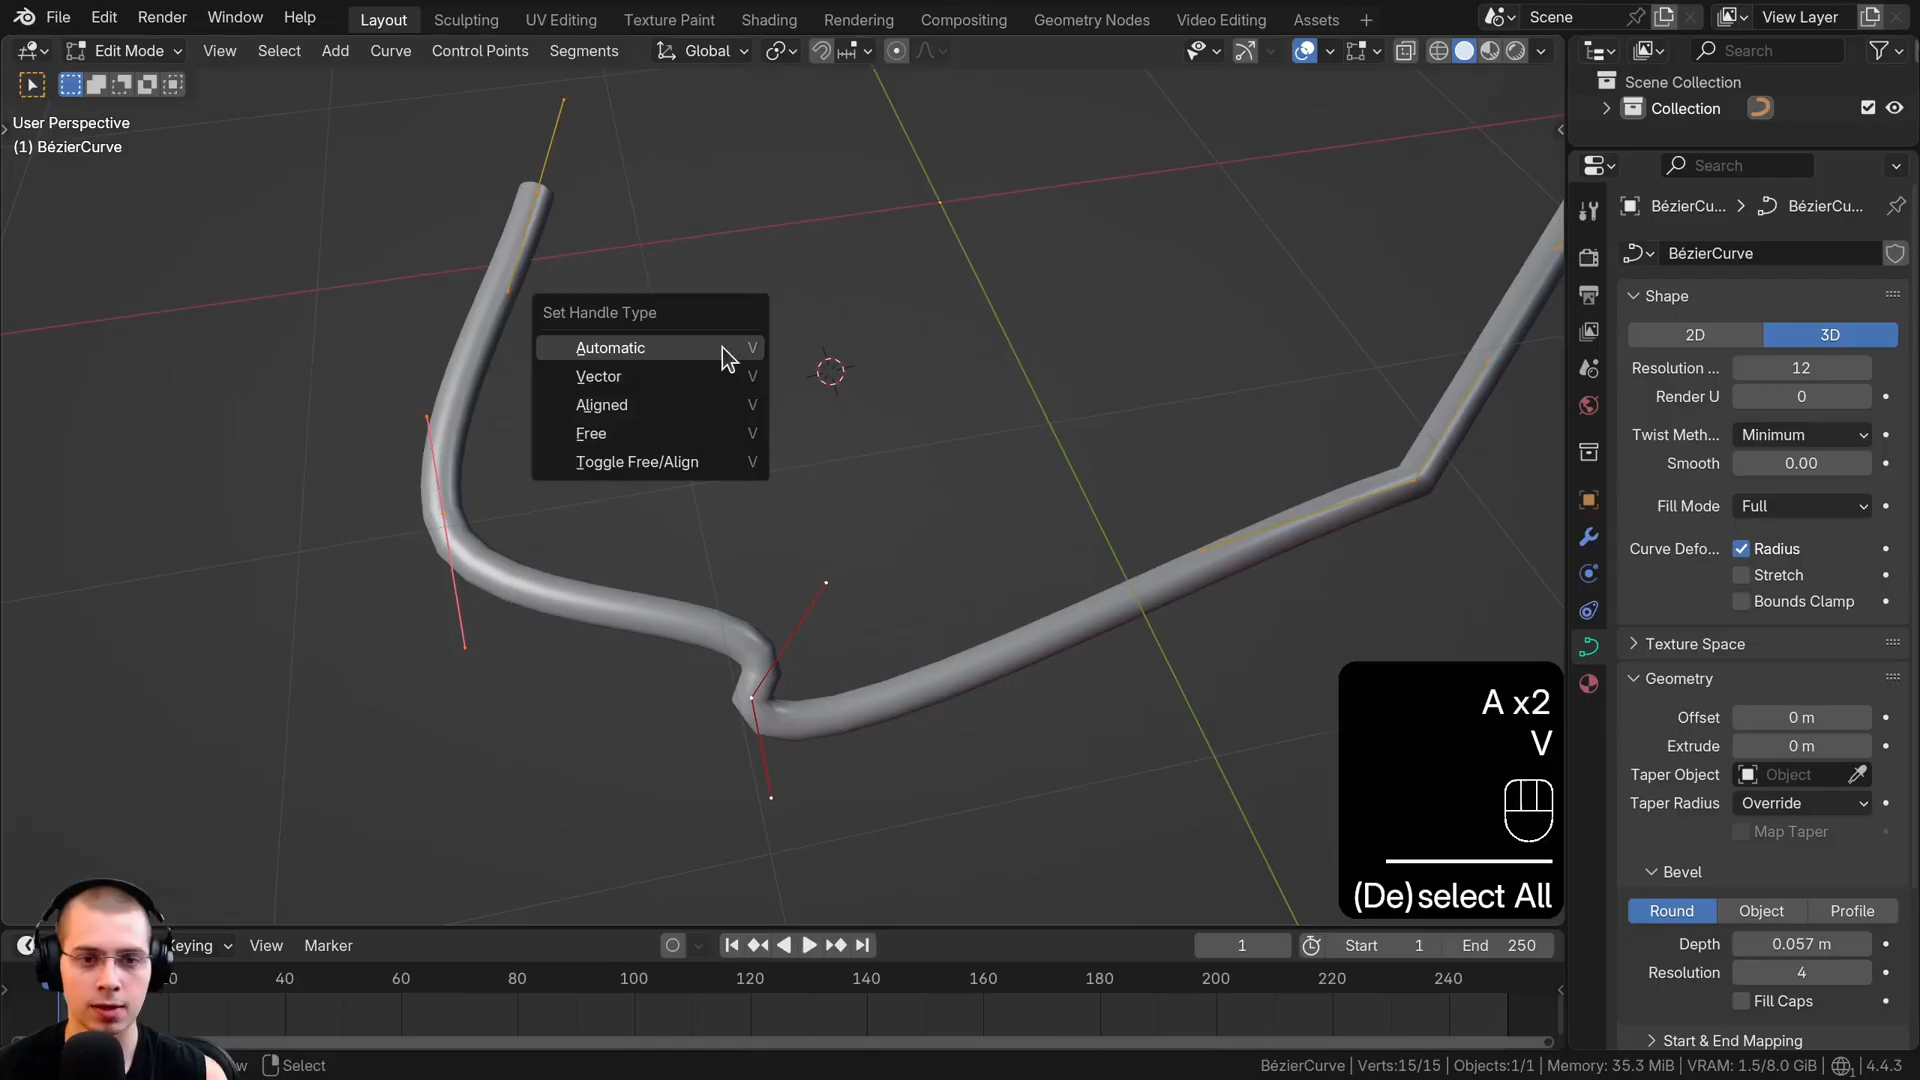 File Edit Render Window Help Layout Sculpting UV Editing Texture Paint Shading Rendering Compositing Geometry Nodes Video Editing Assets + Scene View Layer
Edit Mode View Select Add Curve Control Points Segments Global Search
User Perspective
(1) BézierCurve
Scene Collection
Collection
Search
BézierCu... > BézierCu...
BézierCurve
Shape
2D 3D
Resolution ... 12
Render U 0
Twist Meth... Minimum
Smooth 0.00
Fill Mode Full
Curve Defo... Radius
Stretch
Bounds Clamp
Texture Space
Geometry
Offset 0 m
Extrude 0 m
Taper Object Object
Taper Radius Override
Map Taper
Bevel
Round Object Profile
Depth 0.057 m
Resolution 4
Fill Caps
Start & End Mapping
Set Handle Type
Automatic V
Vector V
Aligned V
Free V
Toggle Free/Align V
A x2
V
(De)select All
Keying View Marker 1 Start 1 End 250
40 60 80 100 120 140 160 180 200 220 240
Select BézierCurve | Verts:15/15 | Objects:1/1 | Memory: 35.3 MiB | VRAM: 1.5/8.0 GiB | 4.4.3